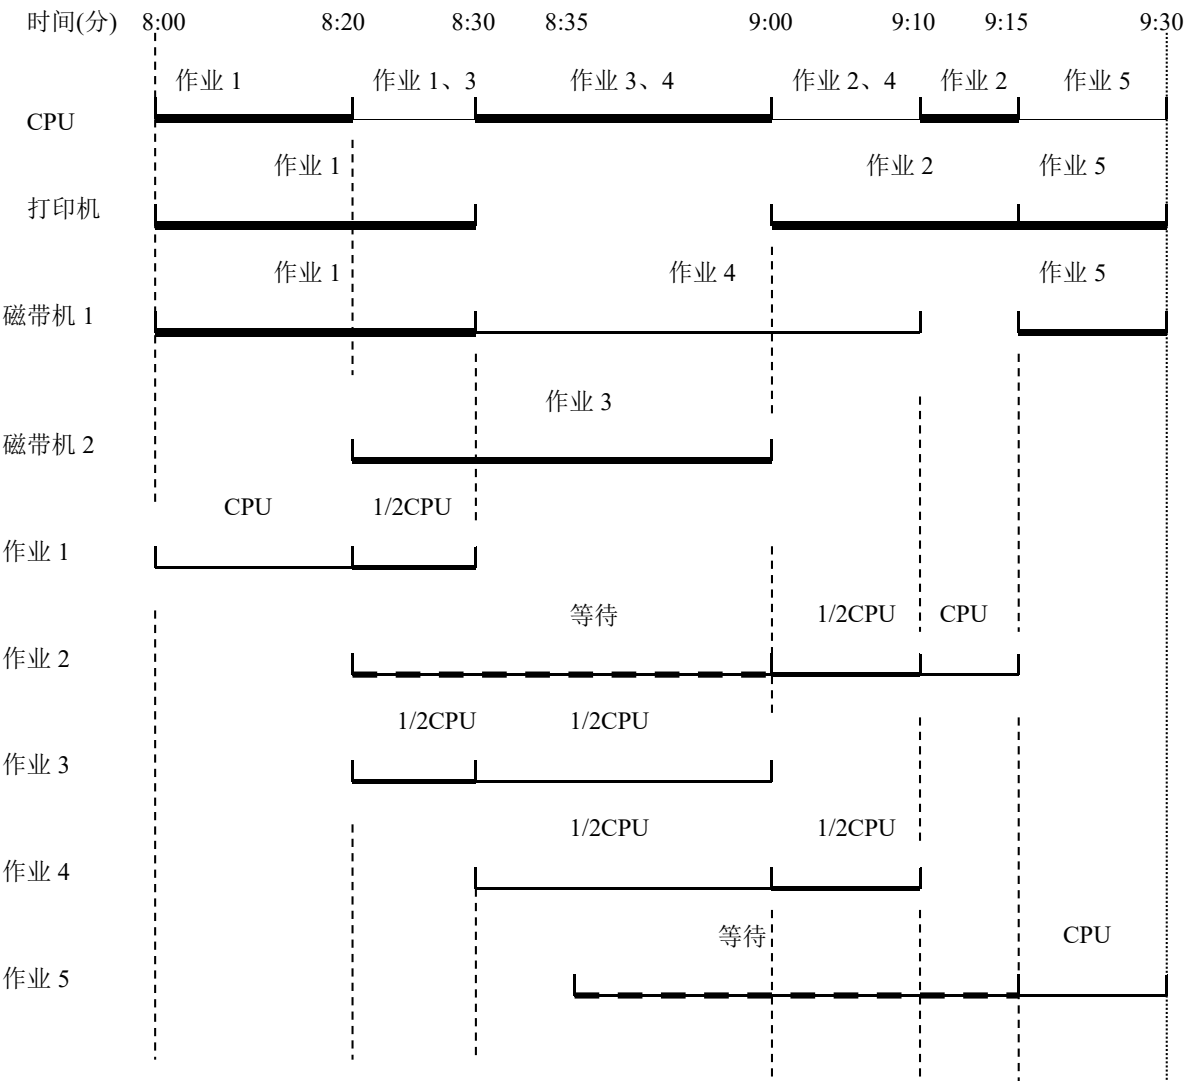 时间(分) 8:00 8:20 8:30 8:35 9:00 9:10 9:15 9:30
作业 1 作业 1、3 作业 3、4 作业 2、4 作业 2 作业 5
CPU
作业 1 作业 2 作业 5
打印机
作业 1 作业 4 作业 5
磁带机 1
作业 3
磁带机 2
CPU 1/2CPU
作业 1
等待 1/2CPU CPU
作业 2
1/2CPU 1/2CPU
作业 3
1/2CPU 1/2CPU
作业 4
等待 CPU
作业 5